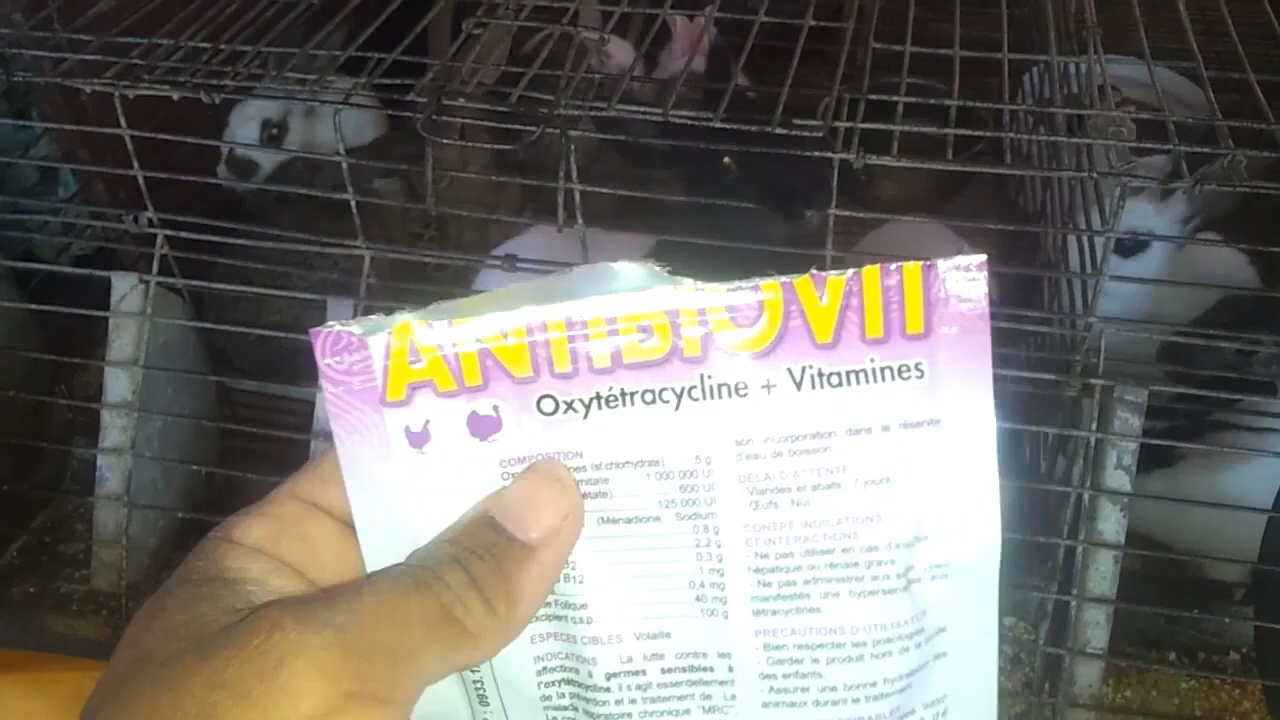 ANTIBIOVIT
Oxytétracycline + Vitamines
COMPOSITION
(sf.chlorhydrate) 5 g
1 000 000 UI
600 UI
125 000 UI
(Ménadione Sodium
0.8 g
2.2 g
0.3 g
1 mg
B12 0.4 mg
Folique 40 mg
q.s.p 100 g
ESPECES CIBLES Volaille
INDICATIONS La lutte contre les
affections à germes sensibles à
l'oxytétracycline. il s'agit essentiellement
de la prévention et le traitement de La
maladie respiratoire chronique "MRC"
son incorporation dans le réservoir
d'eau de boisson.
DELAI D'ATTENTE
- Viandes et abats 7 jours
Œufs Nul
CONTRE INDICATIONS
ET INTERACTIONS
- Ne pas utiliser en cas
hépatique ou rénale grave
- Ne pas administrer aux
manifestés une
tétracyclines.
PRECAUTIONS D'UTILISATION
- Bien respecter les posologies
- Garder le produit hors de la
des enfants.
- Assurer une bonne hydratation des
animaux durant le traitement